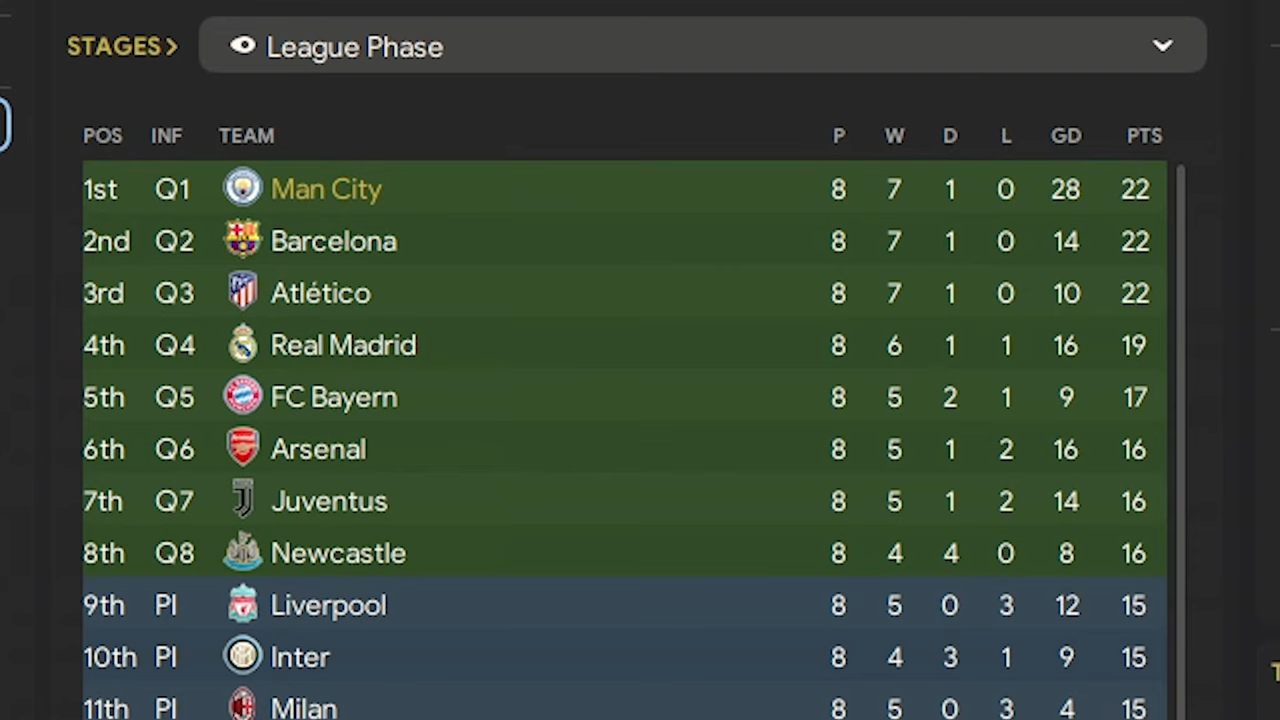 STAGES> League Phase
POS INF TEAM P W D L GD PTS
1st Q1 Man City 8 7 1 0 28 22
2nd Q2 Barcelona 8 7 1 0 14 22
3rd Q3 Atlético 8 7 1 0 10 22
4th Q4 Real Madrid 8 6 1 1 16 19
5th Q5 FC Bayern 8 5 2 1 9 17
6th Q6 Arsenal 8 5 1 2 16 16
7th Q7 Juventus 8 5 1 2 14 16
8th Q8 Newcastle 8 4 4 0 8 16
9th Pl Liverpool 8 5 0 3 12 15
10th Pl Inter 8 4 3 1 9 15
11th Pl Milan 8 5 0 3 4 15